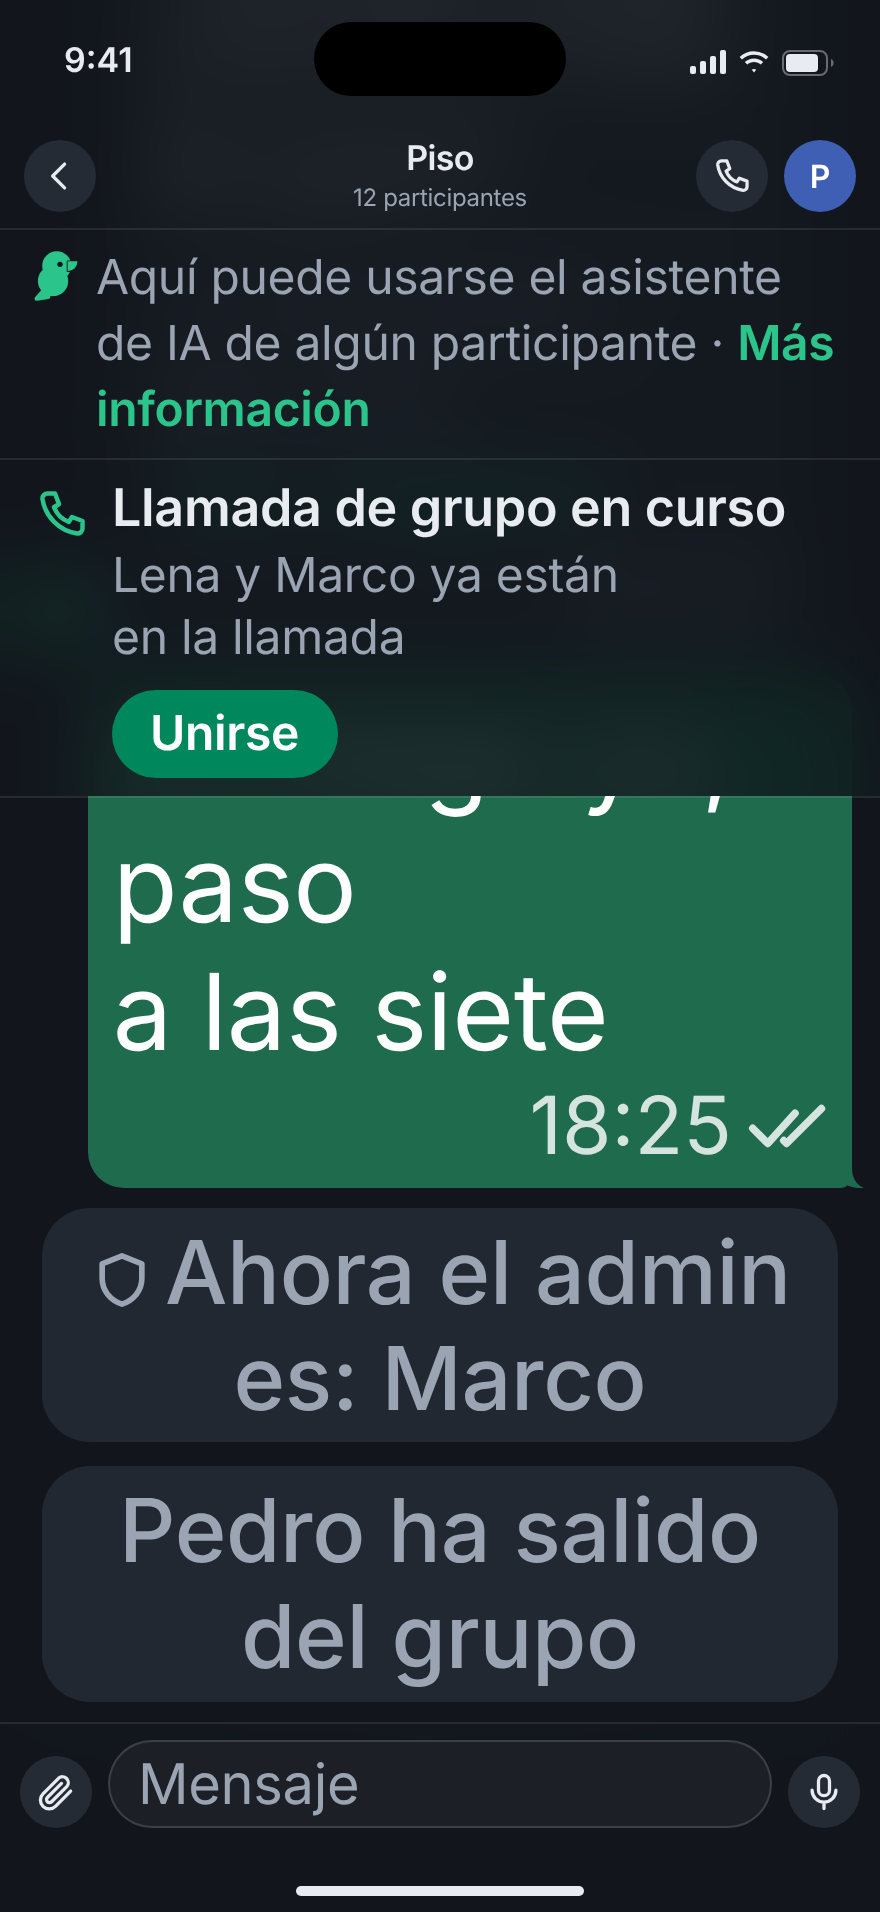 9:41
Piso
12 participantes
P
Aquí puede usarse el asistente
de IA de algún participante · Más
información
Llamada de grupo en curso
Lena y Marco ya están
en la llamada
Unirse
paso
a las siete
18:25
Ahora el admin
es: Marco
Pedro ha salido
del grupo
Mensaje